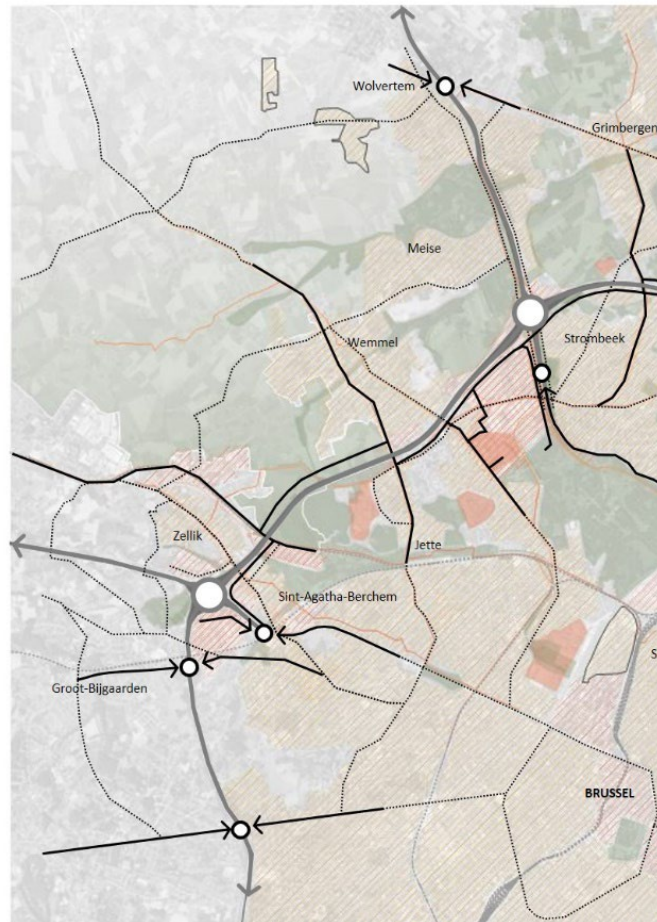 Wolvertem
Grimbergen
Meise
Strombeek
Wemmel
Zellik
Jette
Sint-Agatha-Berchem
S
Groot-Bijgaarden
BRUSSEL